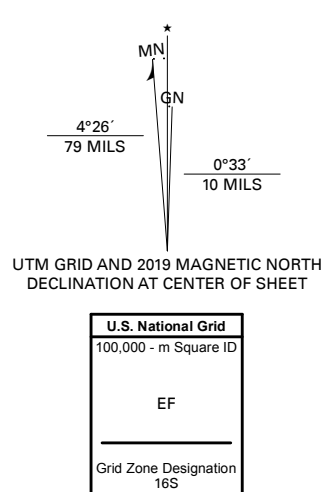 ★
MN
GN
4°26´
79 MILS
0°33´
10 MILS
UTM GRID AND 2019 MAGNETIC NORTH
DECLINATION AT CENTER OF SHEET
U.S. National Grid
100,000 - m Square ID
EF
Grid Zone Designation
16S